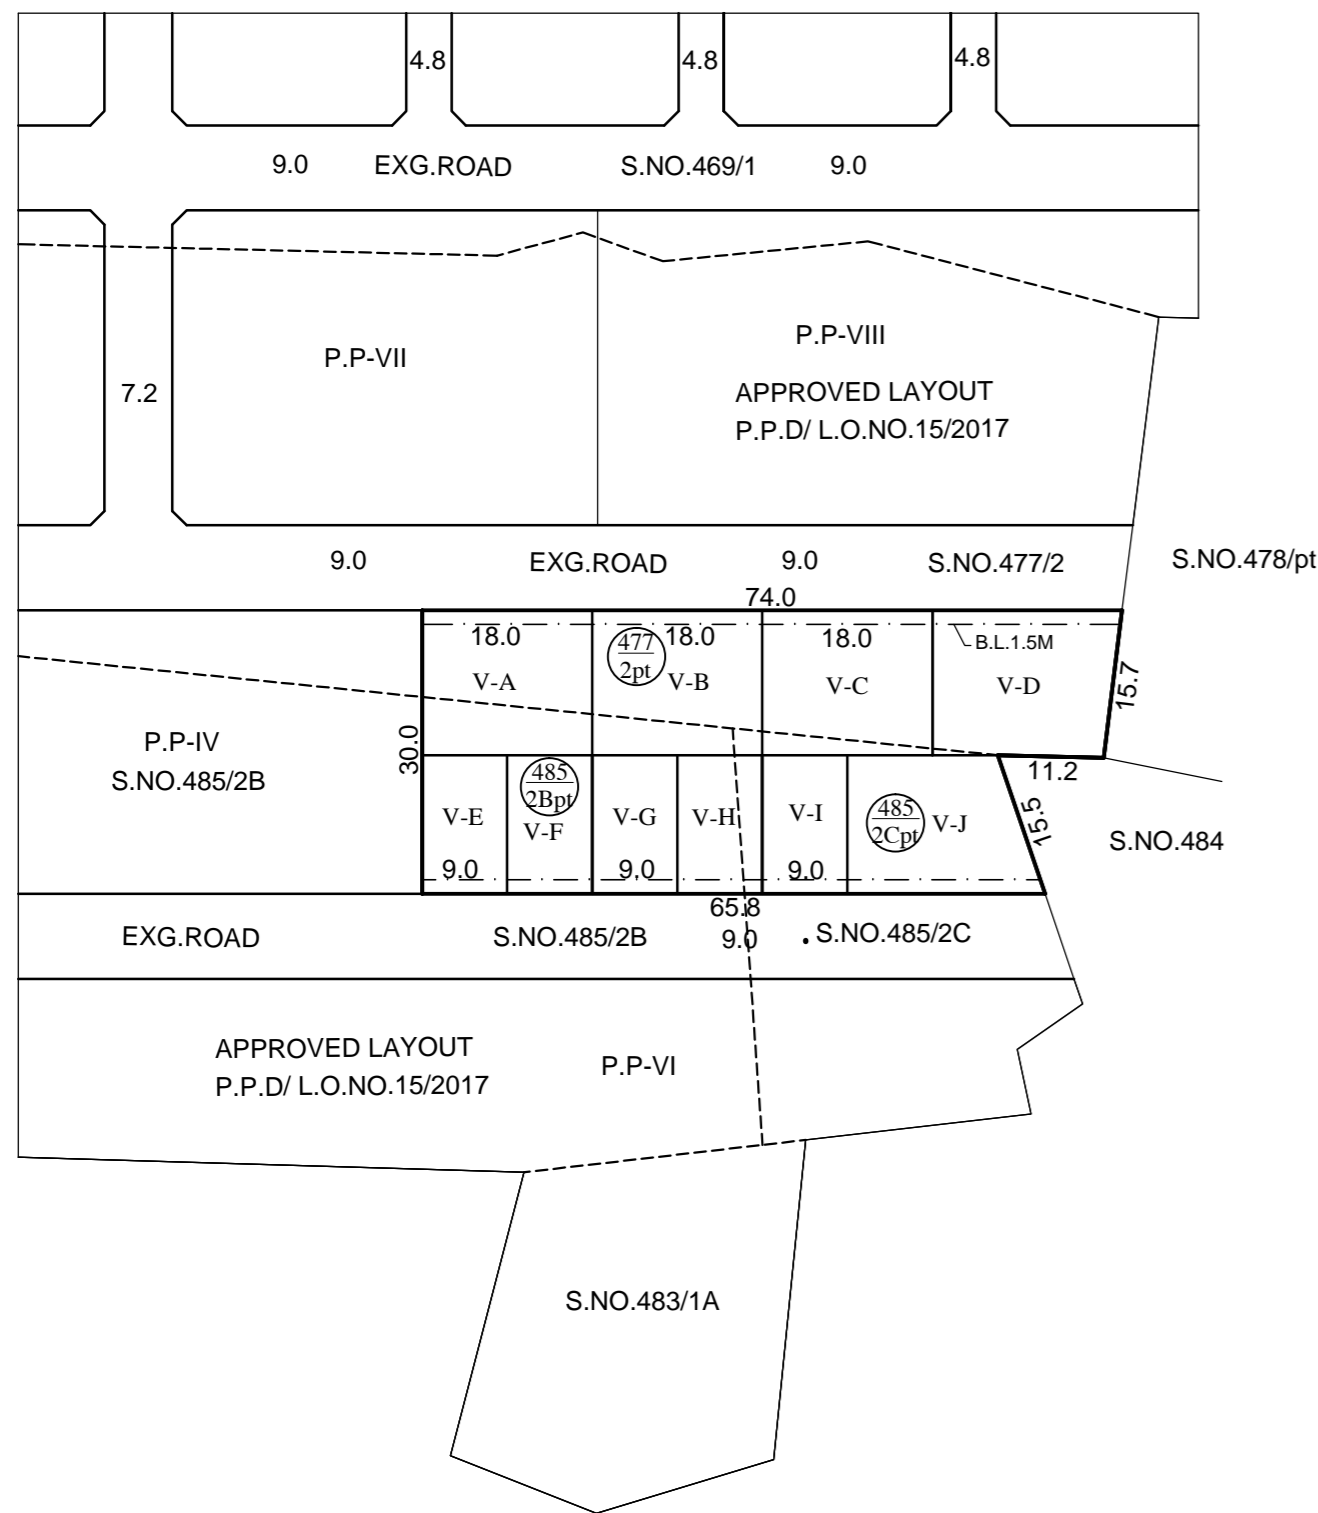 4.8 4.8 4.8
9.0 EXG.ROAD S.NO.469/1 9.0
P.P-VII
P.P-VIII
7.2
APPROVED LAYOUT
P.P.D/ L.O.NO.15/2017
9.0 EXG.ROAD 9.0 S.NO.477/2 S.NO.478/pt
74.0
18.0 18.0 18.0 B.L.1.5M
477
2pt
V-A V-B V-C V-D 15.7
P.P-IV
S.NO.485/2B
30.0
11.2
485
2Bpt
V-E V-F V-G V-H V-I
485
2Cpt
V-J 15.5 S.NO.484
9.0 9.0 9.0
65.8
EXG.ROAD S.NO.485/2B 9.0 S.NO.485/2C
APPROVED LAYOUT
P.P.D/ L.O.NO.15/2017
P.P-VI
S.NO.483/1A